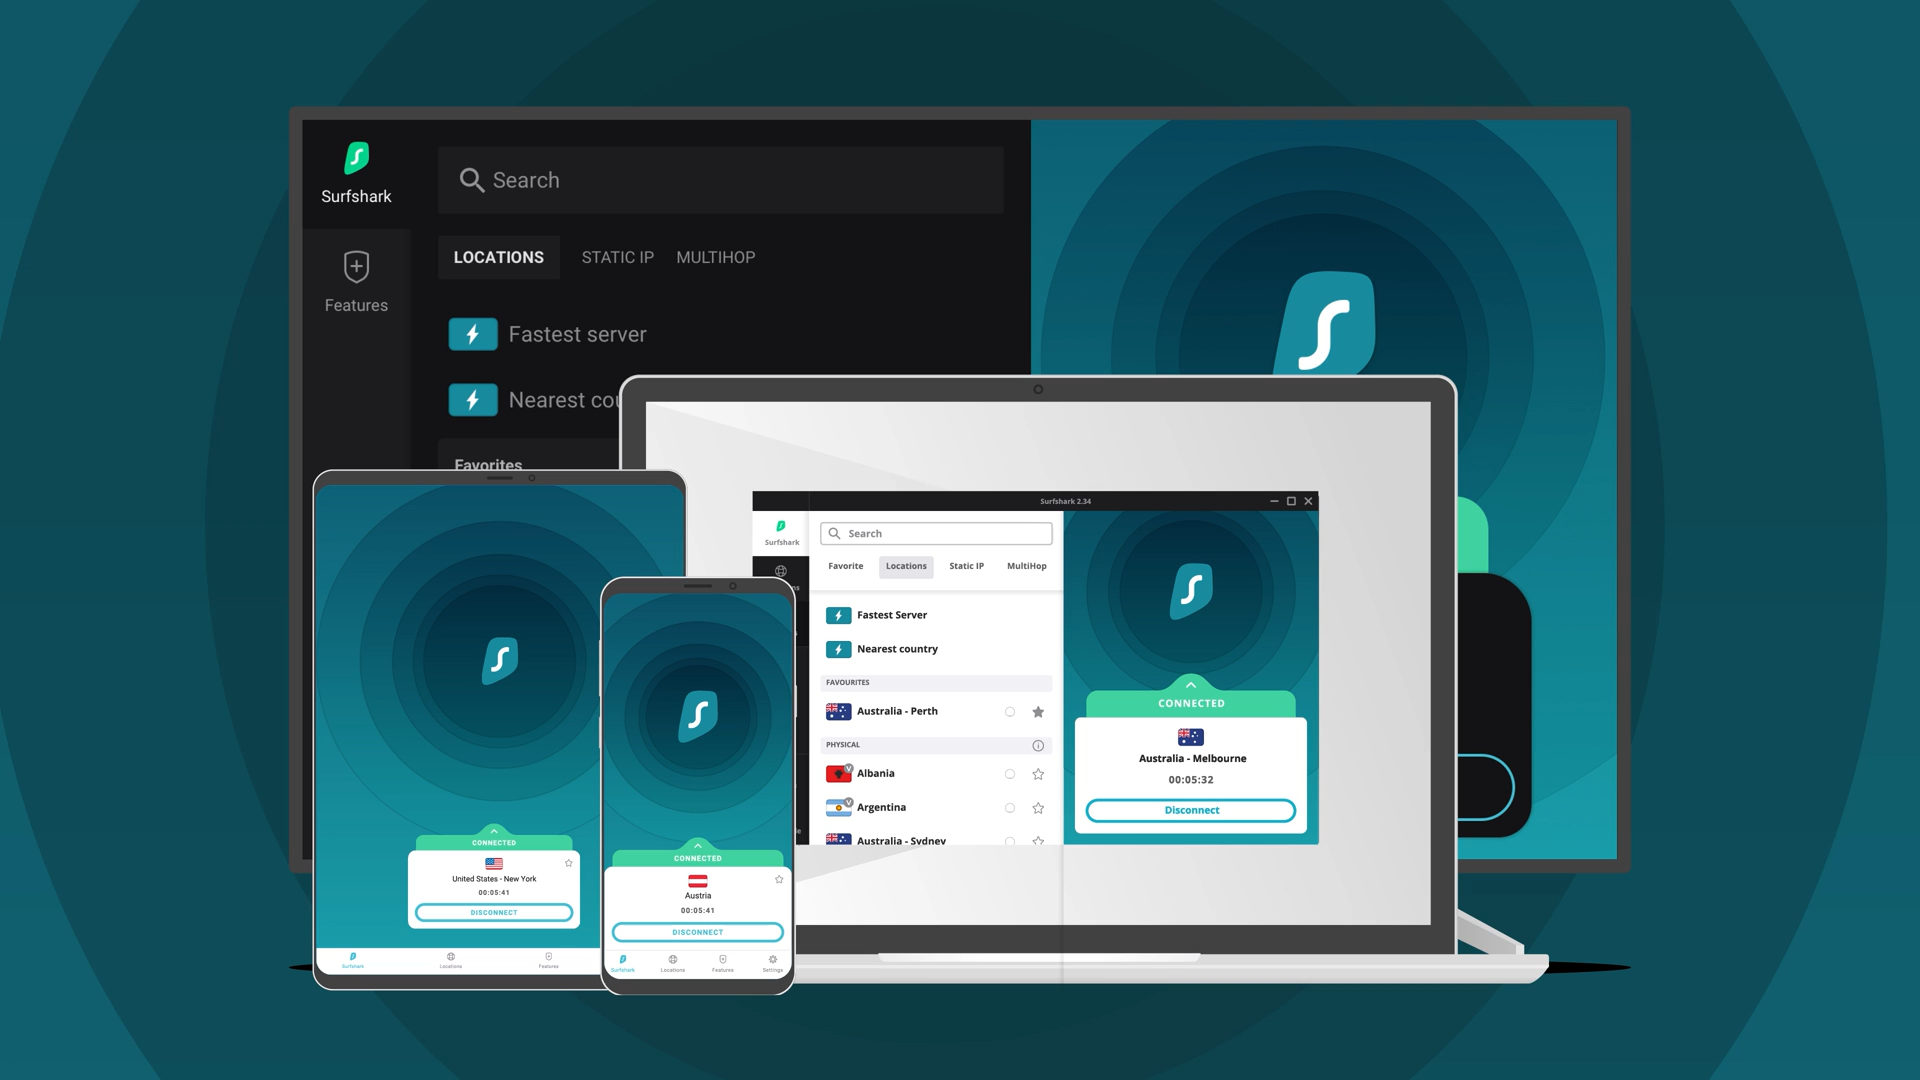 Surfshark
Search
Features
LOCATIONS
STATIC IP
MULTIHOP
Fastest server
Nearest cou
Favorites
CONNECTED
United States - New York
00:05:41
DISCONNECT
Surfshark
Locations
Features
CONNECTED
Austria
00:05:41
DISCONNECT
Surfshark
Locations
Features
Settings
Surfshark 2.34
Surfshark
Search
Favorite
Locations
Static IP
MultiHop
Fastest Server
Nearest country
FAVOURITES
Australia - Perth
PHYSICAL
Albania
Argentina
Australia - Sydney
CONNECTED
Australia - Melbourne
00:05:32
Disconnect